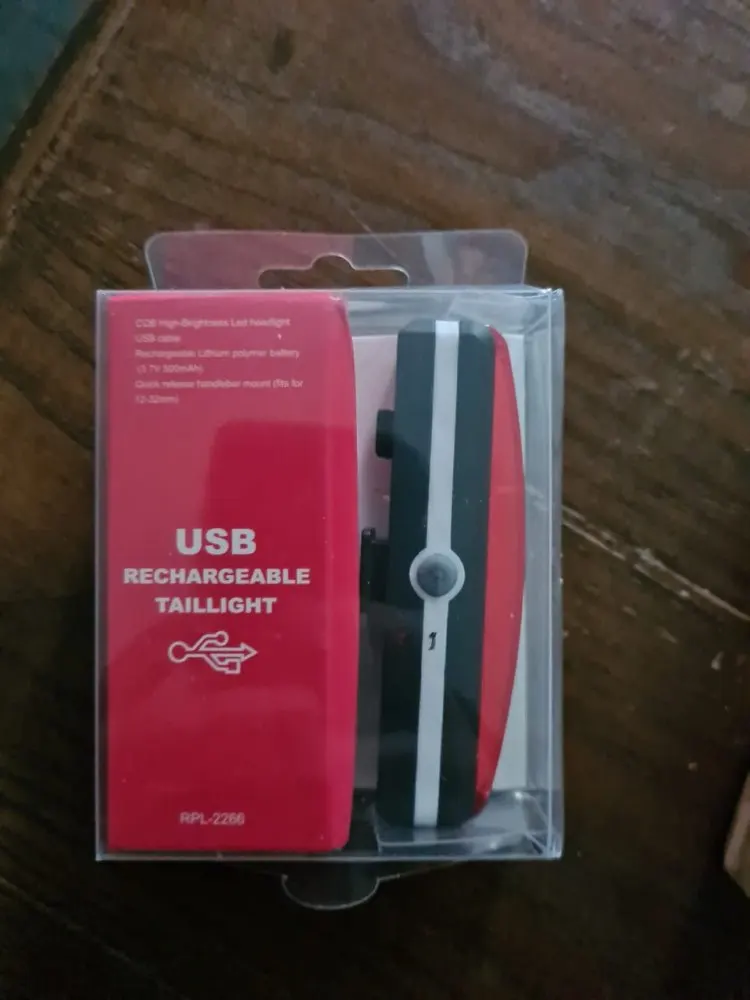 COB High-Brightness Led headlight
USB cable
Rechargeable Lithium polymer battery
(3.7V 500mAh)
Quick release handlebar mount (fits for
12-32mm)
USB
RECHARGEABLE
TAILLIGHT
RPL-2266